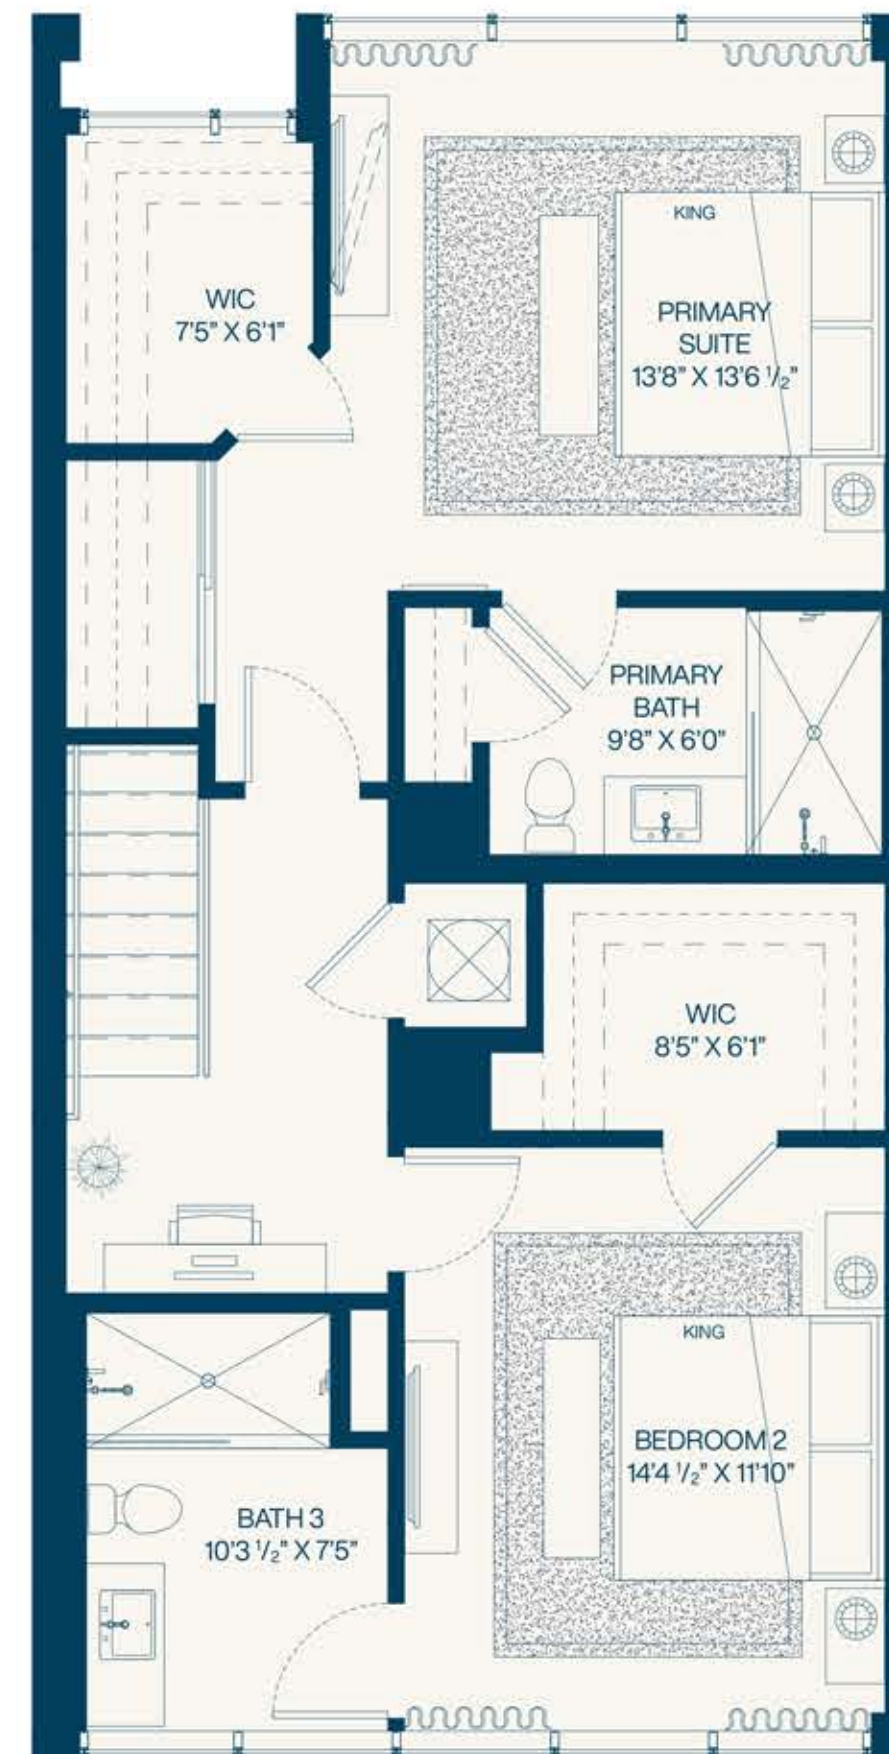 KING
WIC
7'5" X 6'1"
PRIMARY
SUITE
13'8" X 13'6 1/2"
PRIMARY
BATH
9'8" X 6'0"
WIC
8'5" X 6'1"
KING
BEDROOM 2
14'4 1/2" X 11'10"
BATH 3
10'3 1/2" X 7'5"